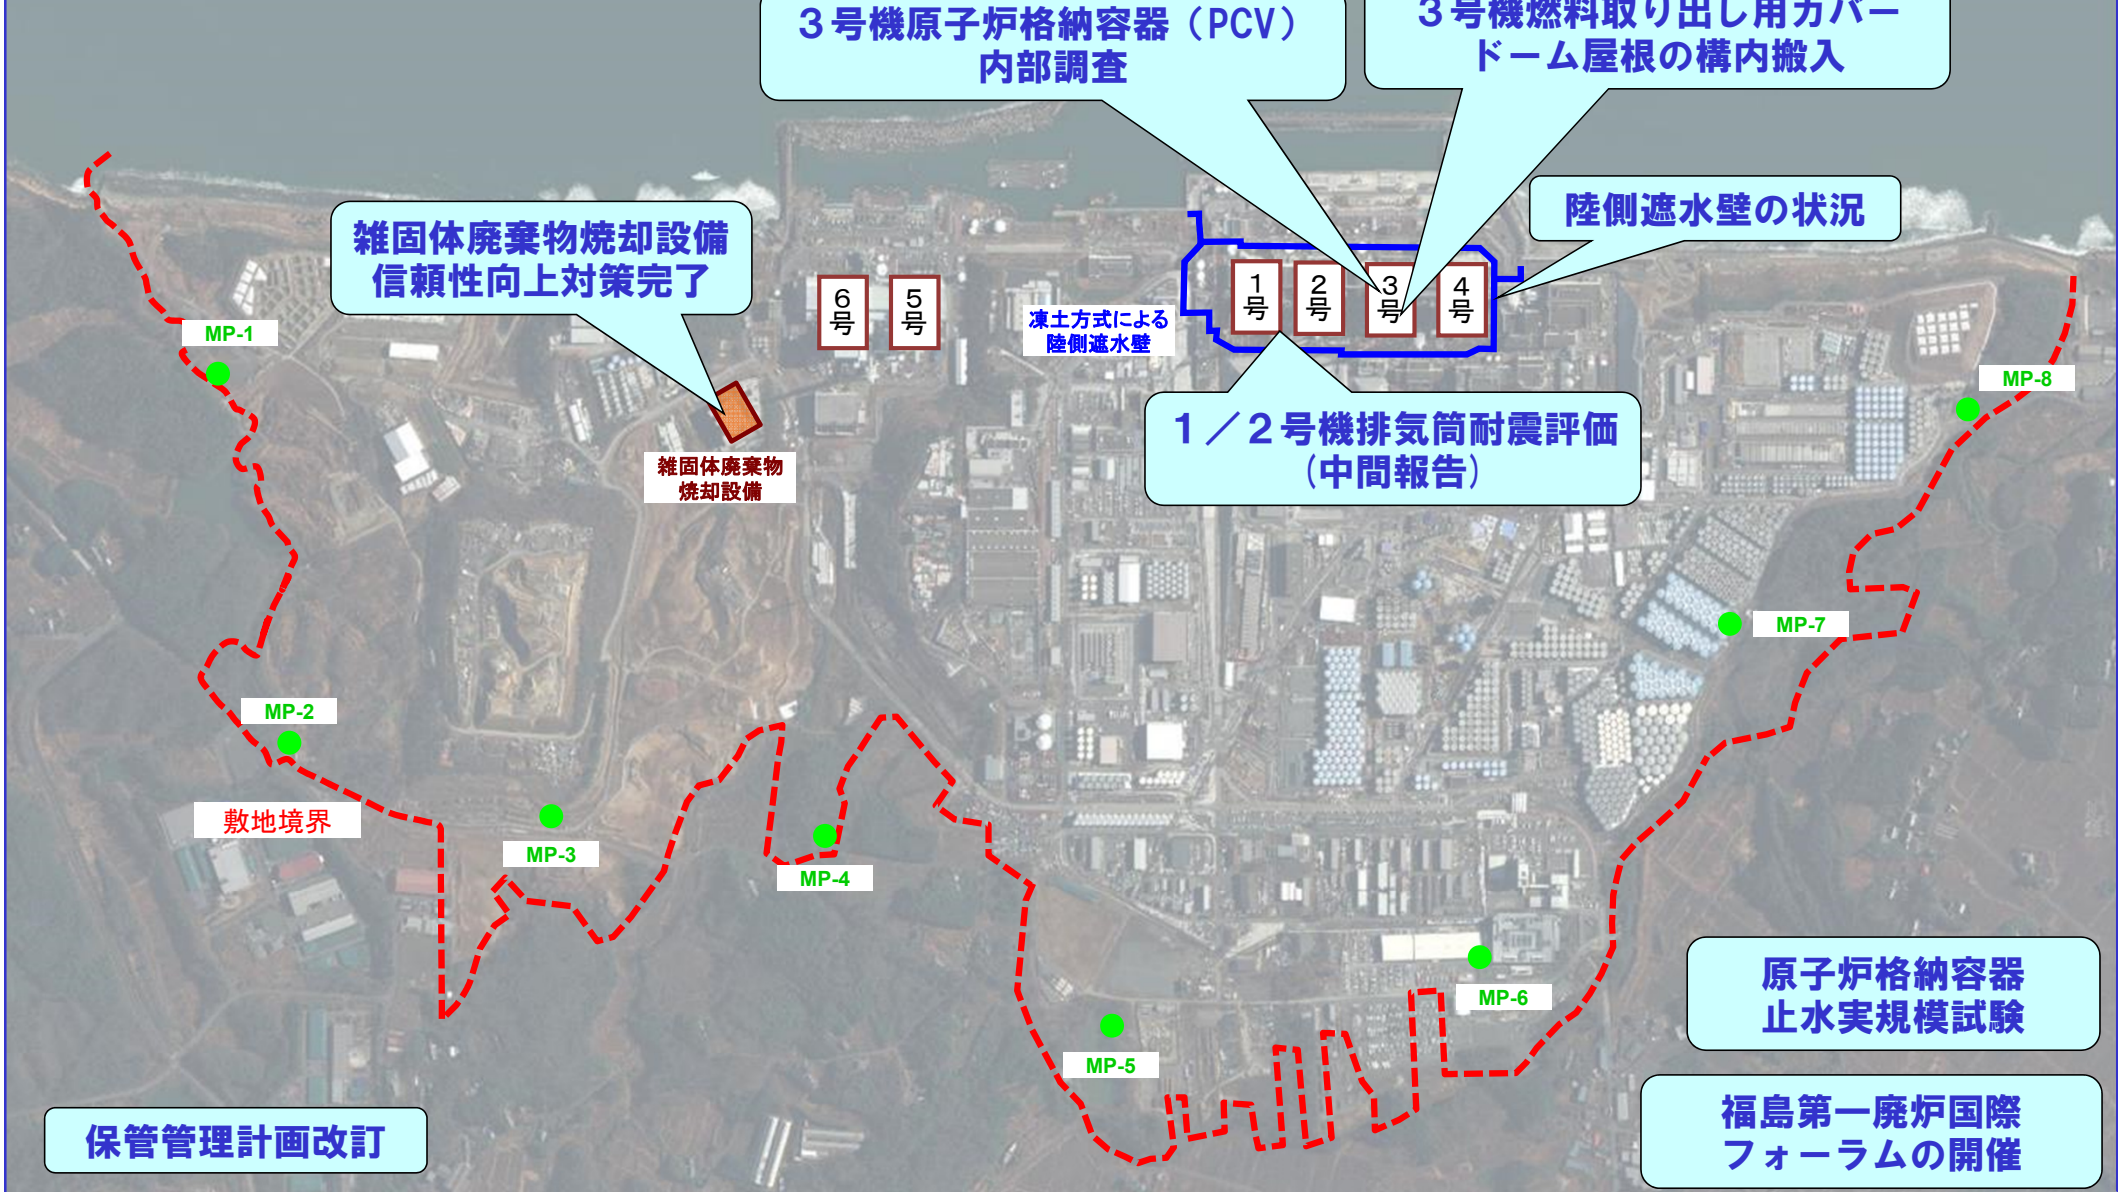 ３号機原子炉格納容器（PCV）
内部調査
３号機燃料取り出し用カバー
ドーム屋根の構内搬入
陸側遮水壁の状況
雑固体廃棄物焼却設備
信頼性向上対策完了
6号
5号
1号
2号
3号
4号
凍土方式による
陸側遮水壁
MP-1
MP-8
１／２号機排気筒耐震評価
(中間報告)
雑固体廃棄物
焼却設備
MP-7
MP-2
敷地境界
MP-3
MP-4
MP-6
MP-5
原子炉格納容器
止水実規模試験
福島第一廃炉国際
フォーラムの開催
保管管理計画改訂